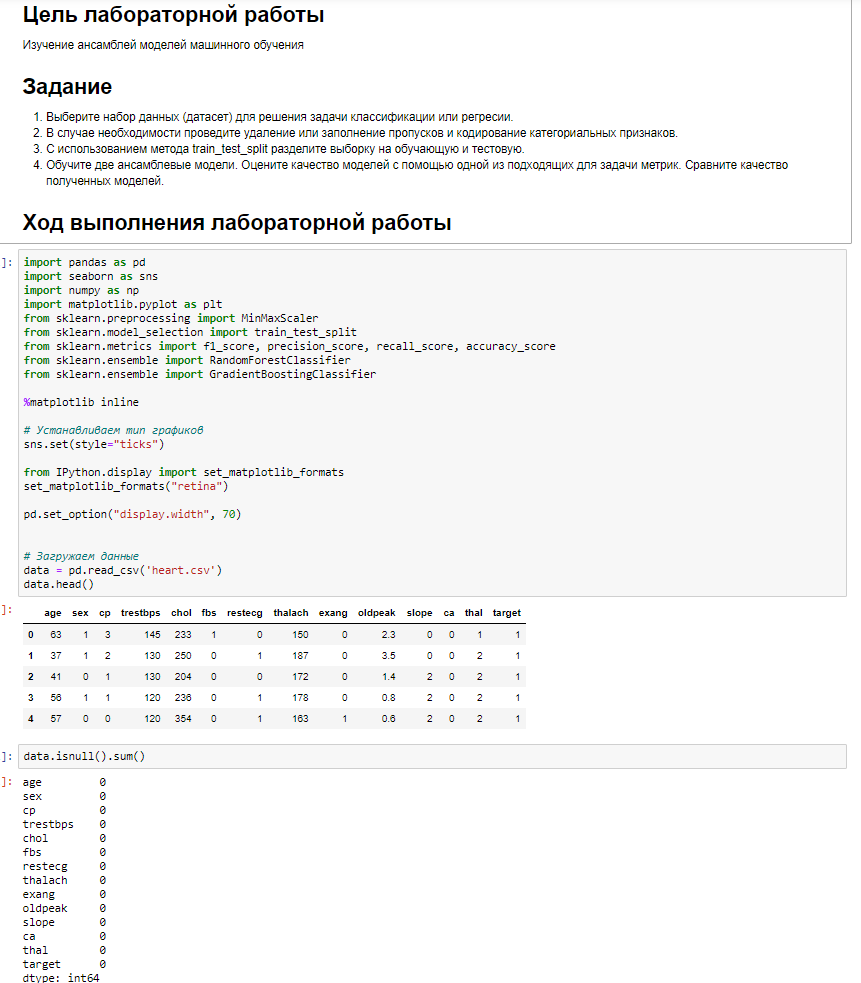 Цель лабораторной работы
Изучение ансамблей моделей машинного обучения
Задание
1. Выберите набор данных (датасет) для решения задачи классификации или регресии.
2. В случае необходимости проведите удаление или заполнение пропусков и кодирование категориальных признаков.
3. С использованием метода train_test_split разделите выборку на обучающую и тестовую.
4. Обучите две ансамблевые модели. Оцените качество моделей с помощью одной из подходящих для задачи метрик. Сравните качество
полученных моделей.
Ход выполнения лабораторной работы
]: import pandas as pd
import seaborn as sns
import numpy as np
import matplotlib.pyplot as plt
from sklearn.preprocessing import MinMaxScaler
from sklearn.model_selection import train_test_split
from sklearn.metrics import f1_score, precision_score, recall_score, accuracy_score
from sklearn.ensemble import RandomForestClassifier
from sklearn.ensemble import GradientBoostingClassifier
%matplotlib inline
# Устанавливаем тип графиков
sns.set(style="ticks")
from IPython.display import set_matplotlib_formats
set_matplotlib_formats("retina")
pd.set_option("display.width", 70)
# Загружаем данные
data = pd.read_csv('heart.csv')
data.head()
]: age sex cp trestbps chol fbs restecg thalach exang oldpeak slope ca thal target
0 63 1 3 145 233 1 0 150 0 2.3 0 0 1 1
1 37 1 2 130 250 0 1 187 0 3.5 0 0 2 1
2 41 0 1 130 204 0 0 172 0 1.4 2 0 2 1
3 56 1 1 120 236 0 1 178 0 0.8 2 0 2 1
4 57 0 0 120 354 0 1 163 1 0.6 2 0 2 1
]: data.isnull().sum()
]: age 0
sex 0
cp 0
trestbps 0
chol 0
fbs 0
restecg 0
thalach 0
exang 0
oldpeak 0
slope 0
ca 0
thal 0
target 0
dtype: int64